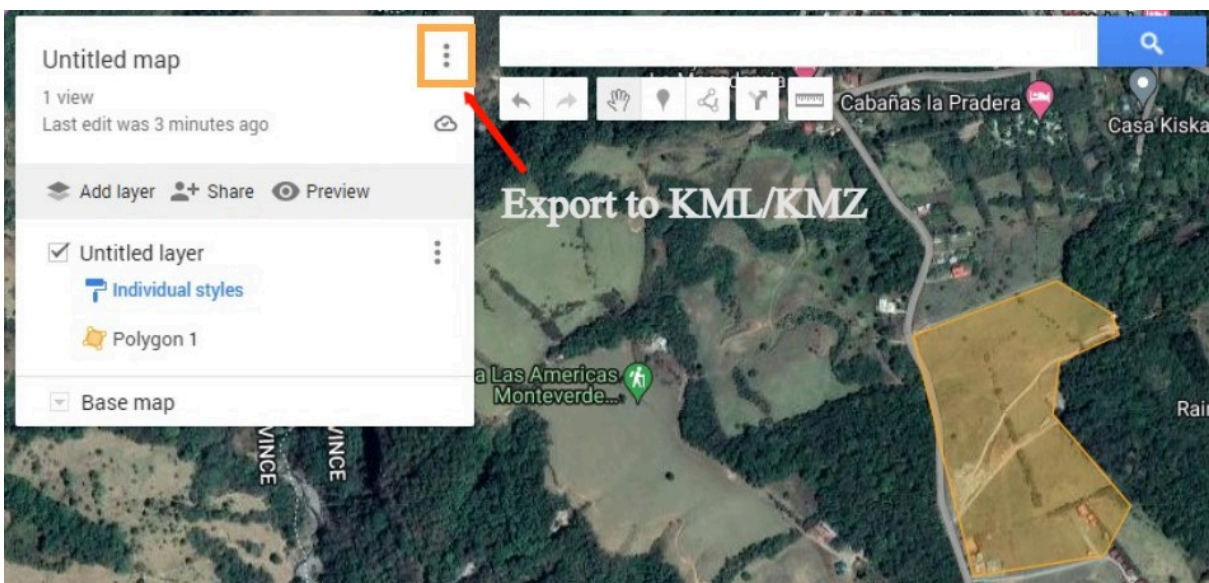 Untitled map
1 view
Last edit was 3 minutes ago
Add layer Share Preview
Untitled layer
Individual styles
Polygon 1
Base map
Export to KML/KMZ
Cabañas la Pradera
Casa Kiska
a Las Americas
Monteverde...
Rai
VINCE
VINCE